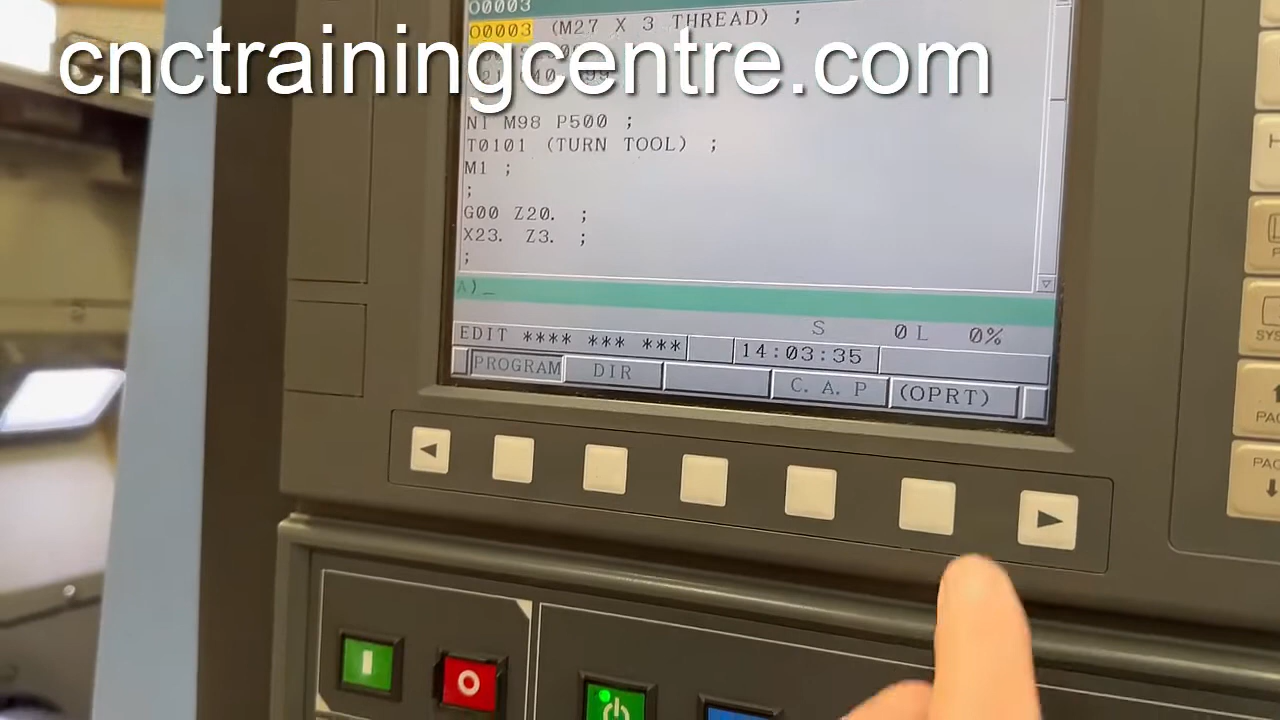 O0003
O0003 (M27 X 3 THREAD) ;
cnctrainingcentre.com
N1 M98 P500 ;
T0101 (TURN TOOL) ;
M1 ;
;
G00 Z20. ;
X23. Z3. ;
;
A)_
S 0 L 0%
EDIT **** *** ***
14:03:35
PROGRAM DIR C.A.P (OPRT)